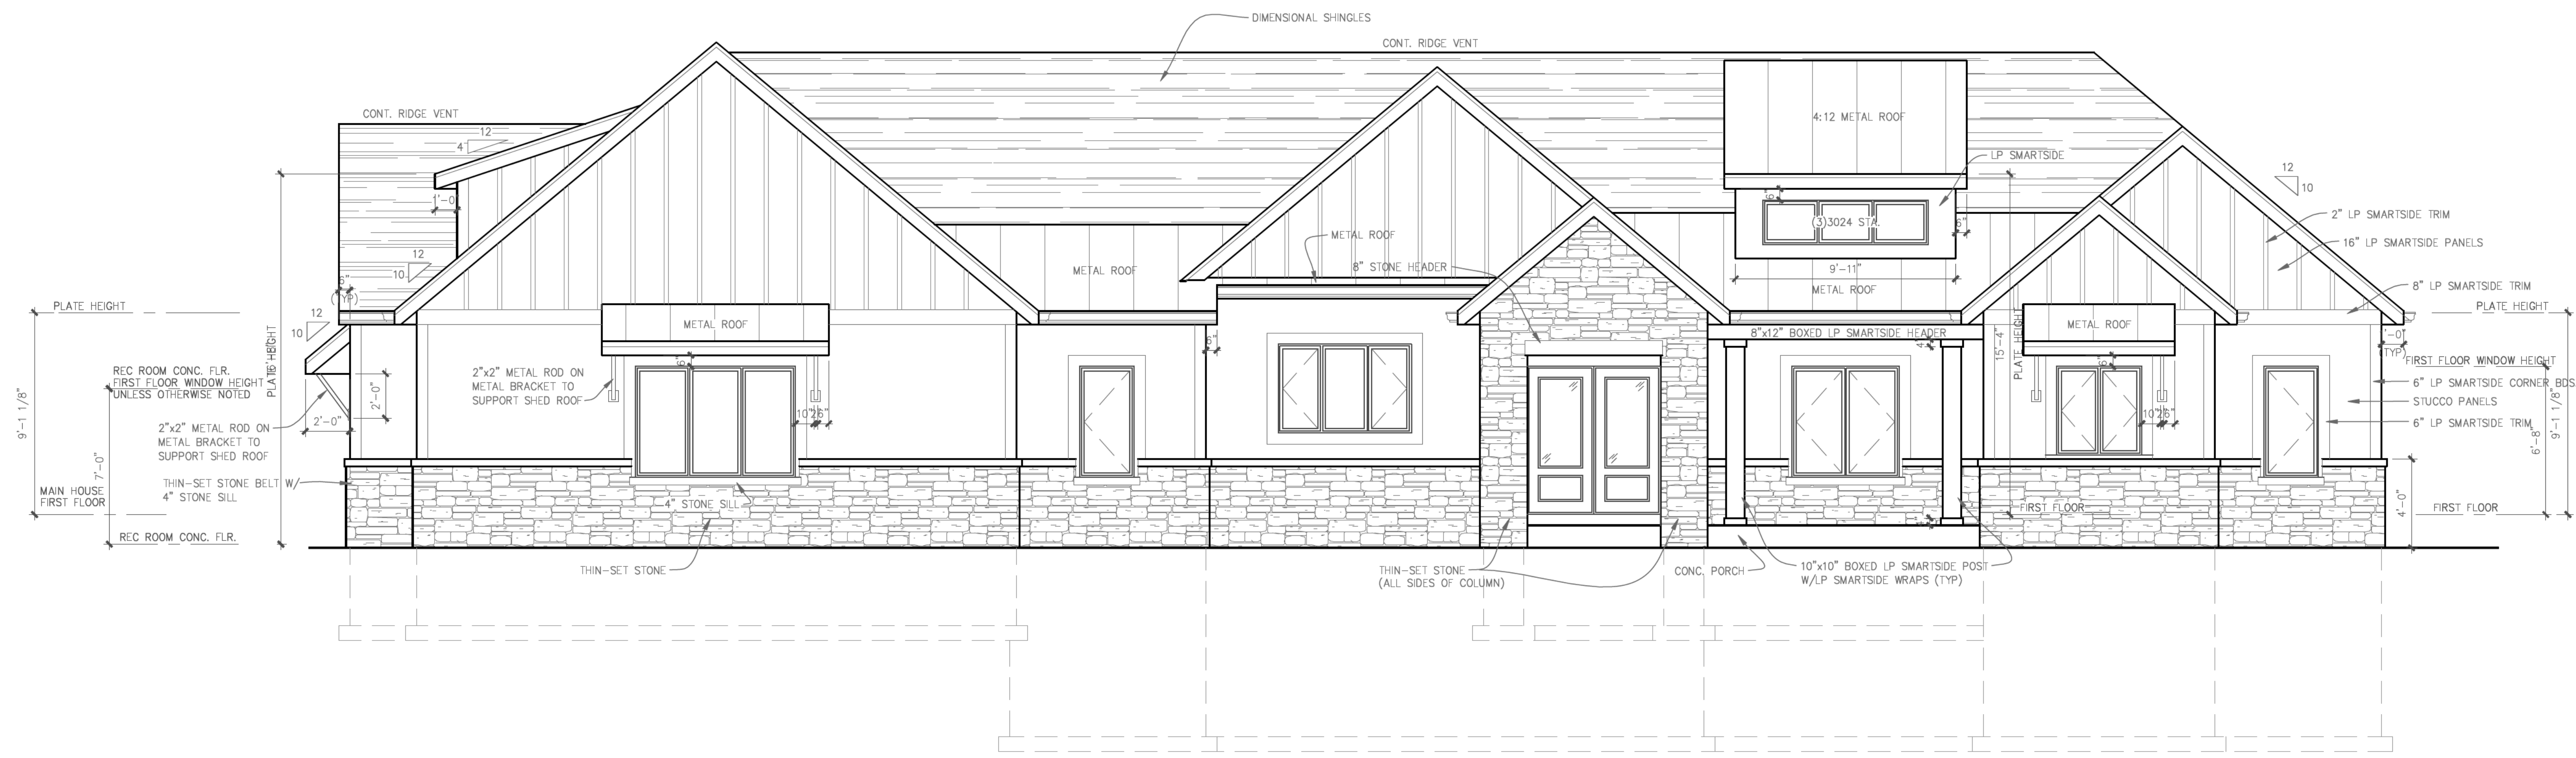 DIMENSIONAL SHINGLES
CONT. RIDGE VENT
CONT. RIDGE VENT
12
4
4:12 METAL ROOF
LP SMARTSIDE
12
10
1'-0"
6"
(3)3024 STA.
6"
2" LP SMARTSIDE TRIM
16" LP SMARTSIDE PANELS
METAL ROOF
8" STONE HEADER
METAL ROOF
9'-11"
METAL ROOF
12
10
6"
(TYP)
8" LP SMARTSIDE TRIM
PLATE HEIGHT
PLATE HEIGHT
12
10
METAL ROOF
8"x12" BOXED LP SMARTSIDE HEADER
METAL ROOF
PLATE HEIGHT
15'-4"
PLATE HEIGHT
1'-0"
(TYP)
6"
6"
6"
FIRST FLOOR WINDOW HEIGHT
REC ROOM CONC. FLR.
FIRST FLOOR WINDOW HEIGHT
UNLESS OTHERWISE NOTED
2"x2" METAL ROD ON
METAL BRACKET TO
SUPPORT SHED ROOF
6" LP SMARTSIDE CORNER BDS
STUCCO PANELS
6" LP SMARTSIDE TRIM
2'-0"
2'-0"
10"
6"
10"
6"
9'-1 1/8"
9'-1 1/8"
6'-8"
7'-0"
2"x2" METAL ROD ON
METAL BRACKET TO
SUPPORT SHED ROOF
THIN-SET STONE BELT W/
4" STONE SILL
MAIN HOUSE
FIRST FLOOR
4" STONE SILL
FIRST FLOOR
4'-0"
FIRST FLOOR
REC ROOM CONC. FLR.
THIN-SET STONE
THIN-SET STONE
(ALL SIDES OF COLUMN)
CONC. PORCH
10"x10" BOXED LP SMARTSIDE POST
W/LP SMARTSIDE WRAPS (TYP)